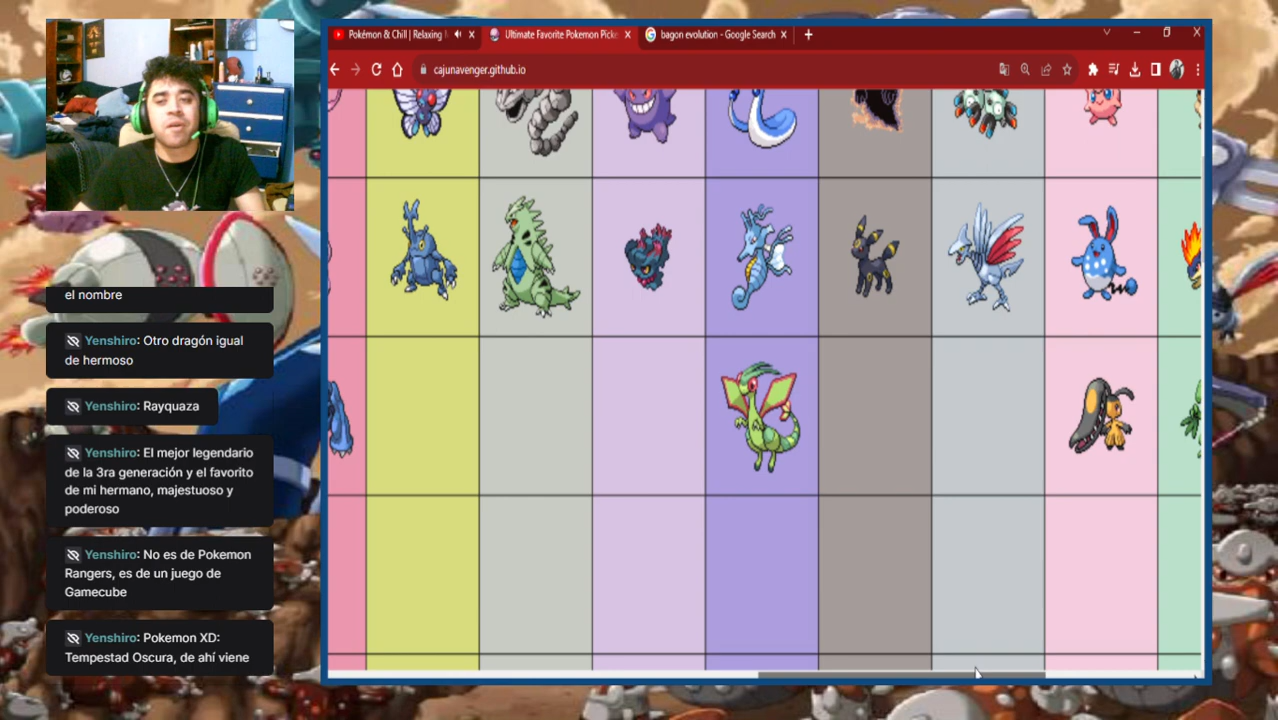 Pokémon & Chill | Relaxing
Ultimate Favorite Pokemon Picke
bagon evolution - Google Search
cajunavenger.github.io
el nombre
Yenshiro: Otro dragón igual
de hermoso
Yenshiro: Rayquaza
Yenshiro: El mejor legendario
de la 3ra generación y el favorito
de mi hermano, majestuoso y
poderoso
Yenshiro: No es de Pokemon
Rangers, es de un juego de
Gamecube
Yenshiro: Pokemon XD:
Tempestad Oscura, de ahí viene